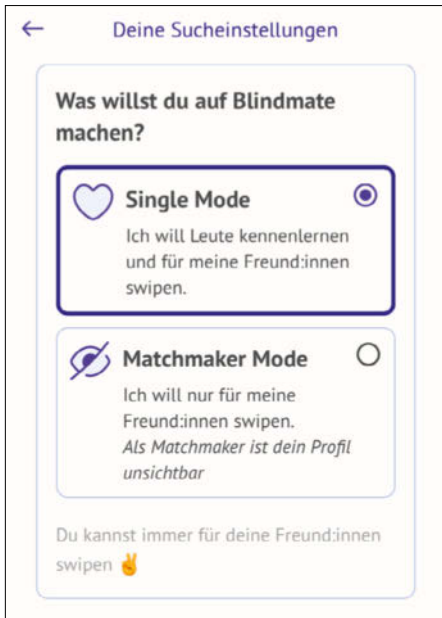 Deine Sucheinstellungen
Was willst du auf Blindmate
machen?
Single Mode
Ich will Leute kennenlernen
und für meine Freund:innen
swipen.
Matchmaker Mode
Ich will nur für meine
Freund:innen swipen.
Als Matchmaker ist dein Profil
unsichtbar
Du kannst immer für deine Freund:innen
swipen ✌️